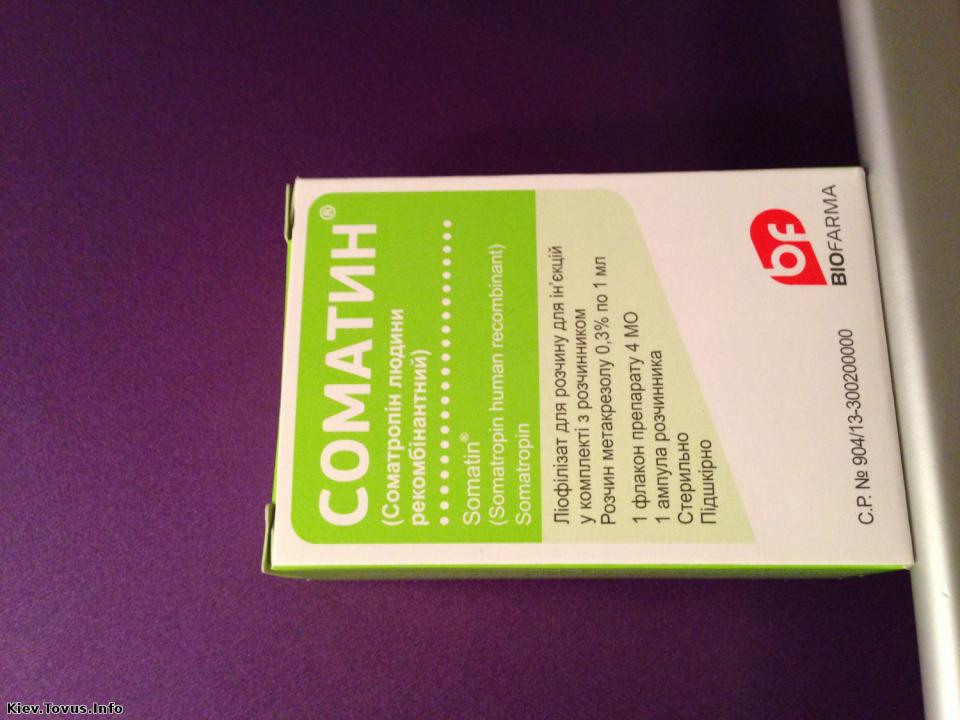 СОМАТИН®
(Соматропін людини
рекомбінантний)
Somatin®
(Somatropin human recombinant)
Somatropin
Ліофілізат для розчину для ін'єкцій
у комплекті з розчинником
Розчин метакрезолу 0,3% по 1 мл
1 флакон препарату 4 МО
1 ампула розчинника
Стерильно
Підшкірно
bf
BIOFARMA
С.Р. № 904/13-300200000
Kiev.Tovus.Info